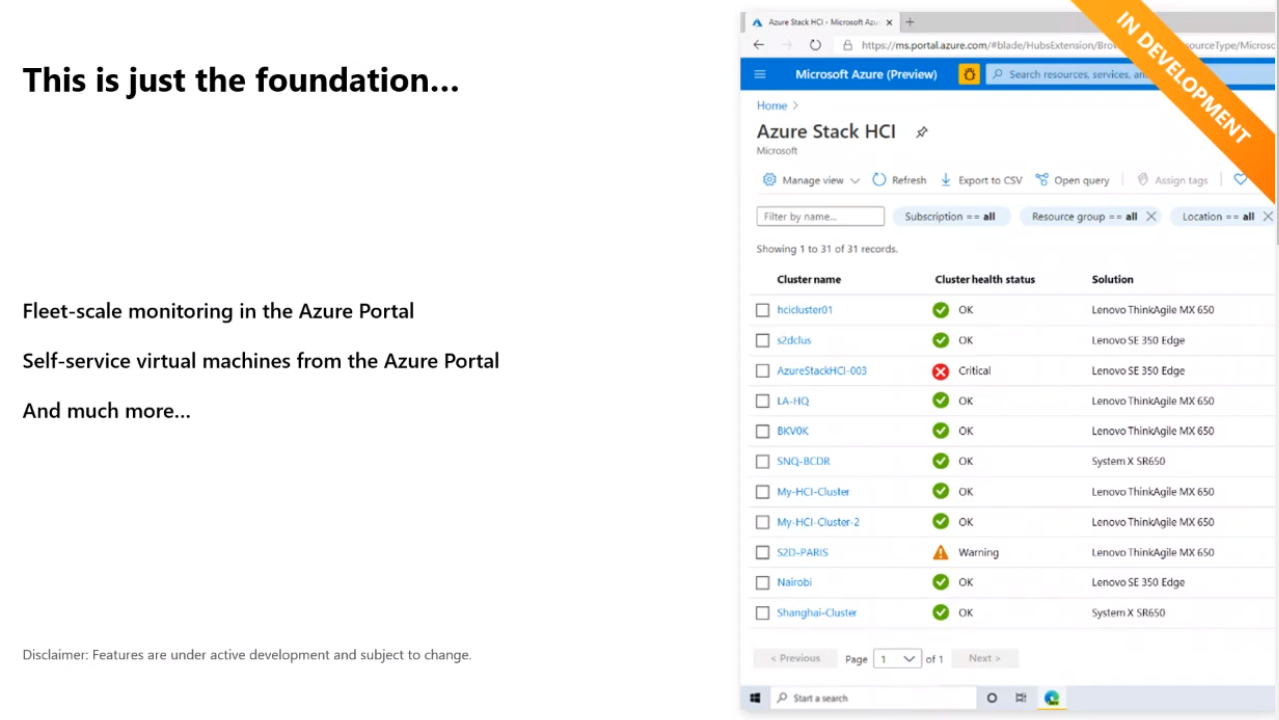 This is just the foundation...
Fleet-scale monitoring in the Azure Portal
Self-service virtual machines from the Azure Portal
And much more...
Disclaimer: Features are under active development and subject to change.
IN DEVELOPMENT
Azure Stack HCI - Microsoft Azu
https://ms.portal.azure.com/#blade/HubsExtension/Bro
Microsoft Azure (Preview)
Search resources, services, an
Home >
Azure Stack HCI
Microsoft
Manage view Refresh Export to CSV Open query Assign tags
Filter by name... Subscription == all Resource group == all Location == all
Showing 1 to 31 of 31 records.
Cluster name Cluster health status Solution
hcicluster01 OK Lenovo ThinkAgile MX 650
s2dclus OK Lenovo SE 350 Edge
AzureStackHCI-003 Critical Lenovo SE 350 Edge
LA-HQ OK Lenovo ThinkAgile MX 650
BKV0K OK Lenovo ThinkAgile MX 650
SNQ-BCDR OK System X SR650
My-HCI-Cluster OK Lenovo ThinkAgile MX 650
My-HCI-Cluster-2 OK Lenovo ThinkAgile MX 650
S2D-PARIS Warning Lenovo ThinkAgile MX 650
Nairobi OK Lenovo SE 350 Edge
Shanghai-Cluster OK System X SR650
< Previous Page 1 of 1 Next >
Start a search